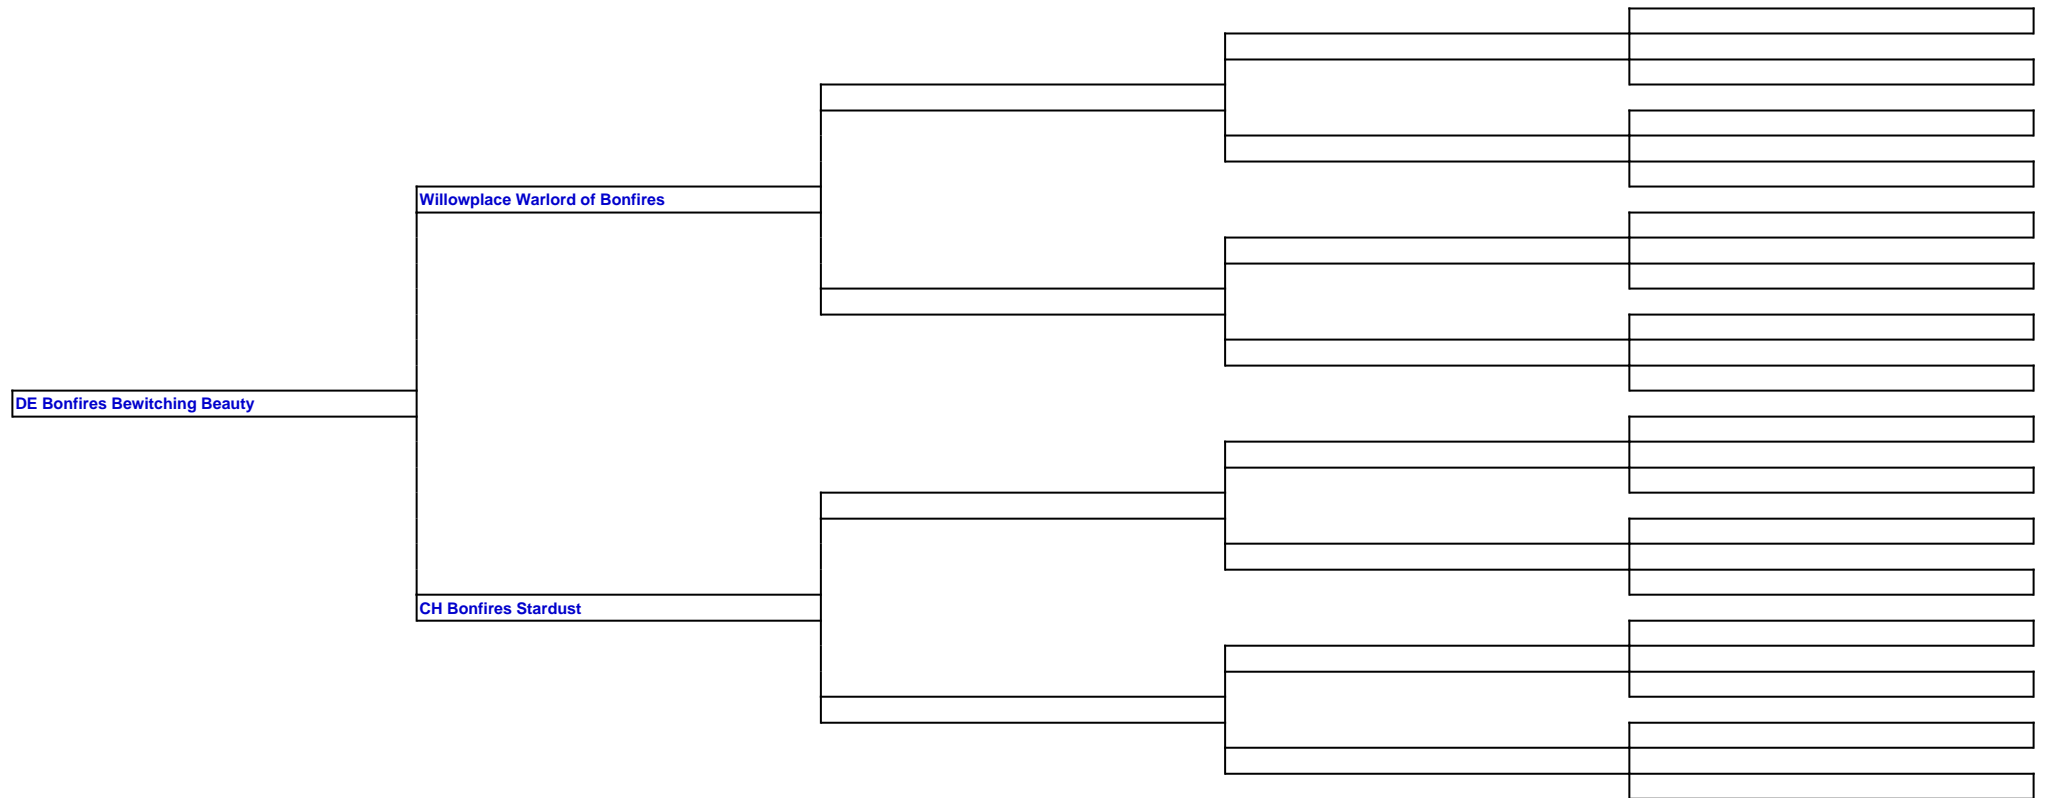 Willowplace Warlord of Bonfires
DE Bonfires Bewitching Beauty
CH Bonfires Stardust